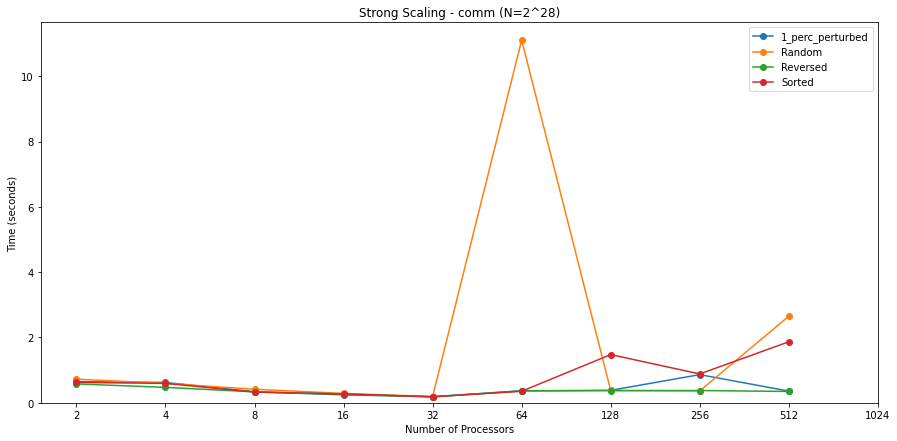 Strong Scaling - comm (N=2^28)
1_perc_perturbed
Random
Reversed
Sorted
Time (seconds)
10
8
6
4
2
0
2 4 8 16 32 64 128 256 512 1024
Number of Processors